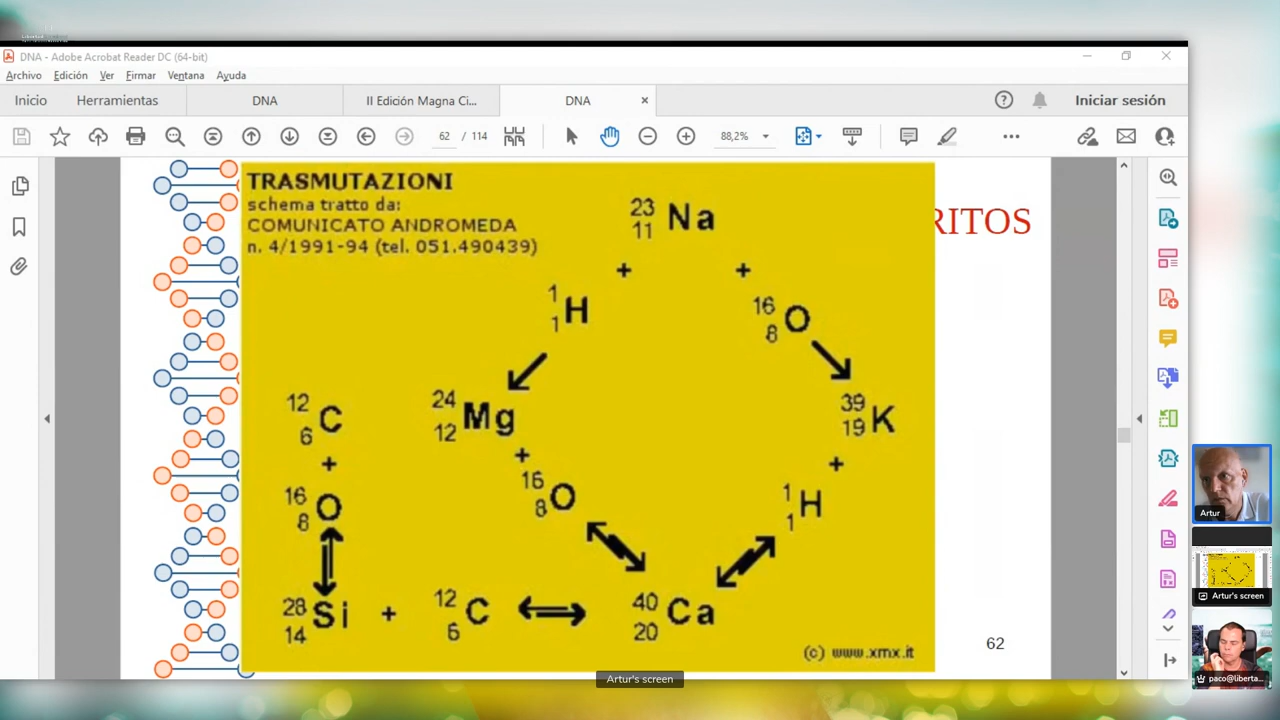 DNA - Adobe Acrobat Reader DC (64-bit)
Archivo Edición Ver Firmar Ventana Ayuda
Inicio Herramientas DNA II Edición Magna Ci... DNA Iniciar sesión
62 / 114 88,2%
TRASMUTAZIONI
schema tratto da:
COMUNICATO ANDROMEDA
n. 4/1991-94 (tel. 051.490439)
RITOS
23 11 Na
+ +
1 1 H
16 8 O
12 6 C
24 12 Mg
39 19 K
+ + +
16 8 O
16 8 O
1 1 H
28 14 Si + 12 6 C 40 20 Ca
(c) www.xmx.it
62
Artur
Artur's screen
paco@liberta...
Artur's screen